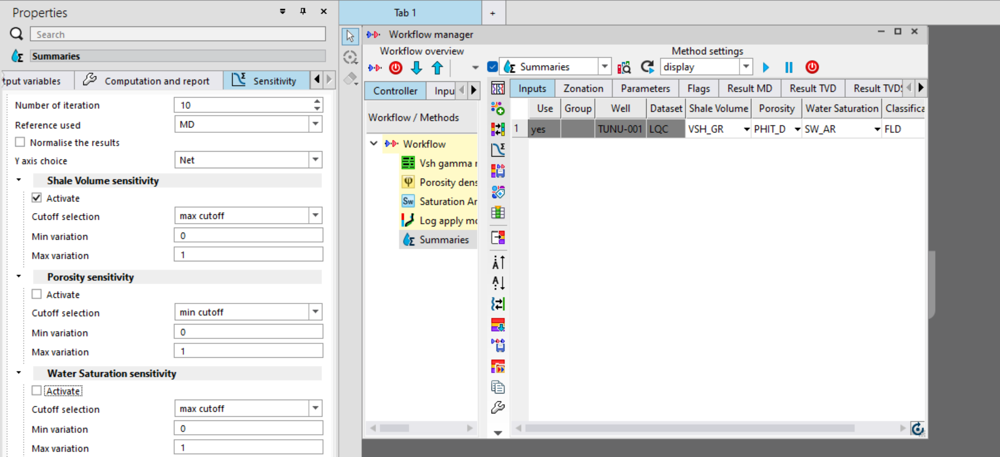 Properties
Search
Summaries
tput variables
Computation and report
Sensitivity
Number of iteration
10
Reference used
MD
Normalise the results
Y axis choice
Net
Shale Volume sensitivity
Activate
Cutoff selection
max cutoff
Min variation
0
Max variation
1
Porosity sensitivity
Activate
Cutoff selection
min cutoff
Min variation
0
Max variation
1
Water Saturation sensitivity
Activate
Cutoff selection
max cutoff
Min variation
0
Max variation
1
Tab 1
+
Workflow manager
Workflow overview
Method settings
Summaries
display
Controller
Inpu
Workflow / Methods
Workflow
Vsh gamma r
Porosity dens
Sw Saturation Ar
Log apply mo
Summaries
Inputs
Zonation
Parameters
Flags
Result MD
Result TVD
Result TVDS
Use Group Well Dataset Shale Volume Porosity Water Saturation Classifica
1 yes TUNU-001 LQC VSH_GR PHIT_D SW_AR FLD